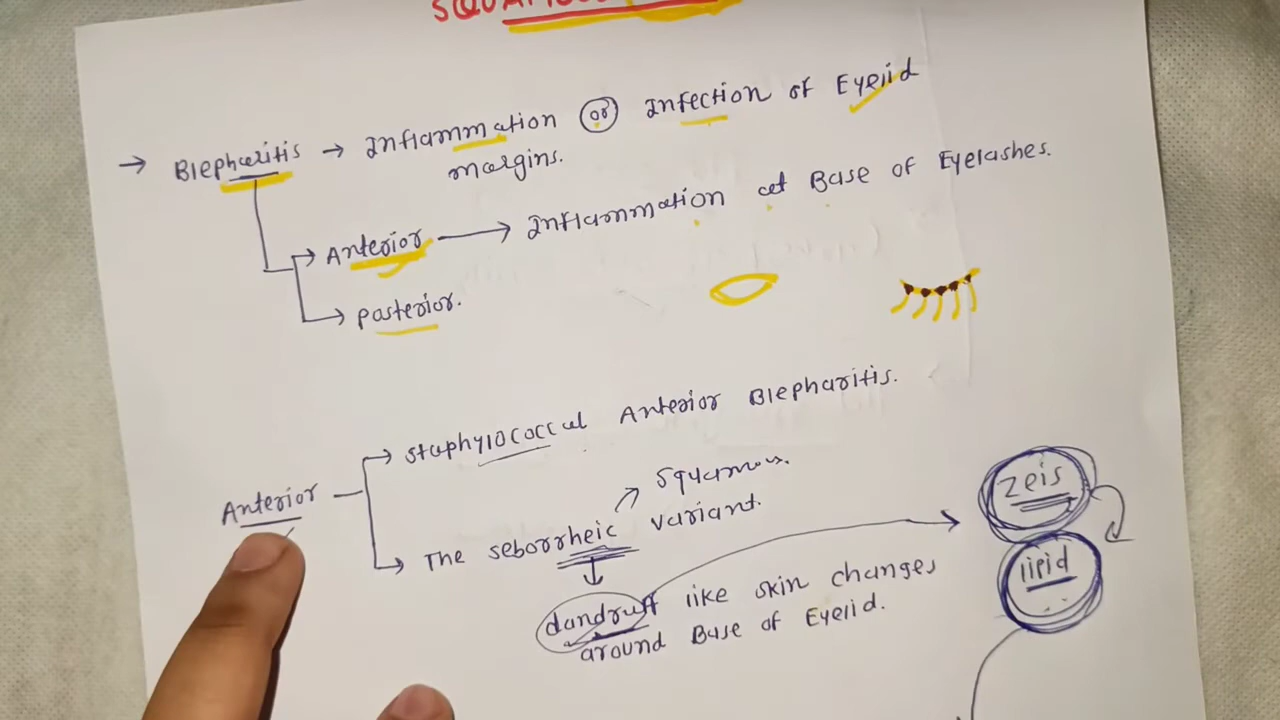 → Blepharitis → Inflammation or Infection of Eyelid
margins.
→ Anterior → Inflammation at Base of Eyelashes.
→ posterior.
→ staphylococcal Anterior Blepharitis.
Anterior
squamous.
→ The seborrheic variant.
zeis
lipid
dandruff like skin changes
around Base of Eyelid.